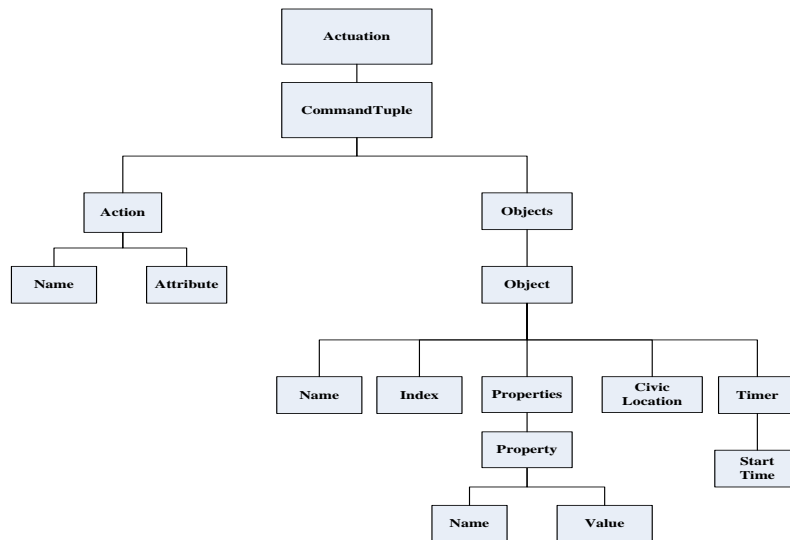 Actuation
CommandTuple
Action
Objects
Name
Attribute
Object
Name
Index
Properties
Civic
Location
Timer
Property
Start
Time
Name
Value